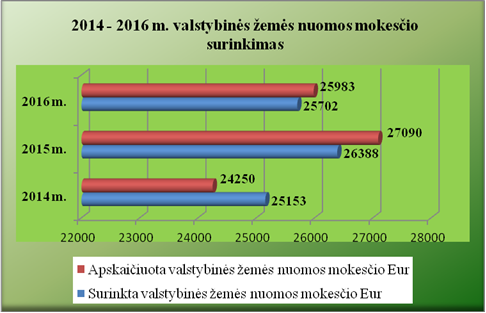 2014 - 2016 m. valstybinės žemės nuomos mokesčio
surinkimas
2016 m.
25983
25702
2015 m.
27090
26388
2014 m.
24250
25153
22000 23000 24000 25000 26000 27000 28000
Apskaičiuota valstybinės žemės nuomos mokesčio Eur
Surinkta valstybinės žemės nuomos mokesčio Eur